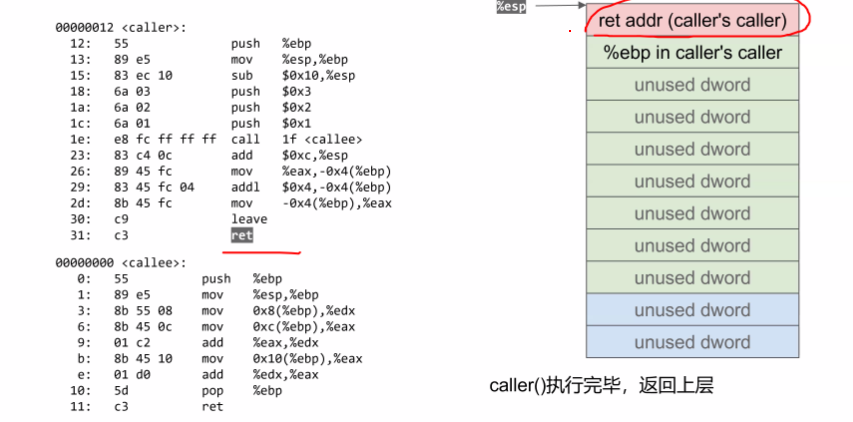 00000012 <caller>:
12: 55 push %ebp
13: 89 e5 mov %esp,%ebp
15: 83 ec 10 sub $0x10,%esp
18: 6a 03 push $0x3
1a: 6a 02 push $0x2
1c: 6a 01 push $0x1
1e: e8 fc ff ff ff call 1f <callee>
23: 83 c4 0c add $0xc,%esp
26: 89 45 fc mov %eax,-0x4(%ebp)
29: 83 45 fc 04 addl $0x4,-0x4(%ebp)
2d: 8b 45 fc mov -0x4(%ebp),%eax
30: c9 leave
31: c3 ret
00000000 <callee>:
0: 55 push %ebp
1: 89 e5 mov %esp,%ebp
3: 8b 55 08 mov 0x8(%ebp),%edx
6: 8b 45 0c mov 0xc(%ebp),%eax
9: 01 c2 add %eax,%edx
b: 8b 45 10 mov 0x10(%ebp),%eax
e: 01 d0 add %edx,%eax
10: 5d pop %ebp
11: c3 ret
%esp
ret addr (caller's caller)
%ebp in caller's caller
unused dword
unused dword
unused dword
unused dword
unused dword
unused dword
unused dword
unused dword
unused dword
caller()执行完毕，返回上层